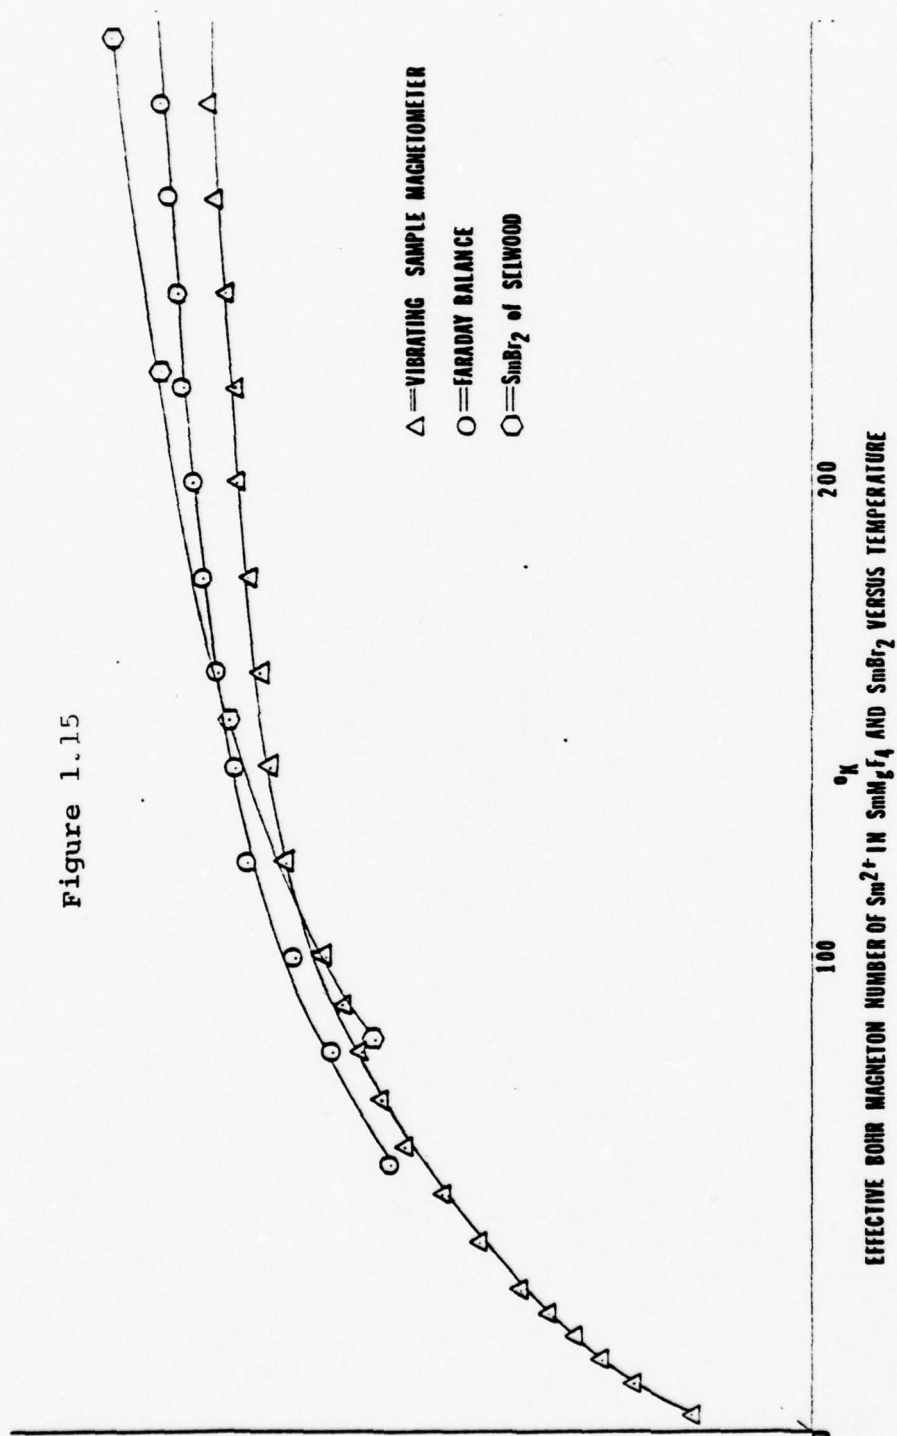 Figure 1.15
△=VIBRATING SAMPLE MAGNETOMETER
○=FARADAY BALANCE
⬡=SmBr₂ of SELWOOD
100
200
°K
EFFECTIVE BOHR MAGNETON NUMBER OF Sm²⁺ IN SmMgF₄ AND SmBr₂ VERSUS TEMPERATURE